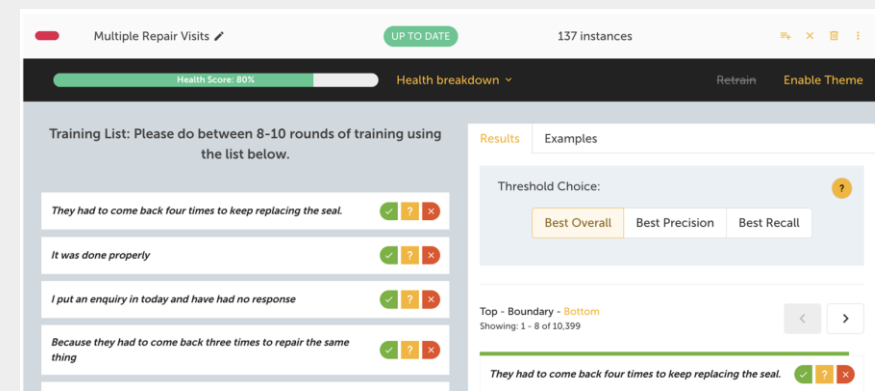 Multiple Repair Visits
UP TO DATE
137 instances
Health Score: 80%
Health breakdown
Retrain
Enable Theme
Training List: Please do between 8-10 rounds of training using
the list below.
They had to come back four times to keep replacing the seal.
?
It was done properly
?
I put an enquiry in today and have had no response
?
Because they had to come back three times to repair the same
thing
?
Results
Examples
Threshold Choice:
?
Best Overall
Best Precision
Best Recall
Top - Boundary - Bottom
Showing: 1 - 8 of 10,399
They had to come back four times to keep replacing the seal.
?